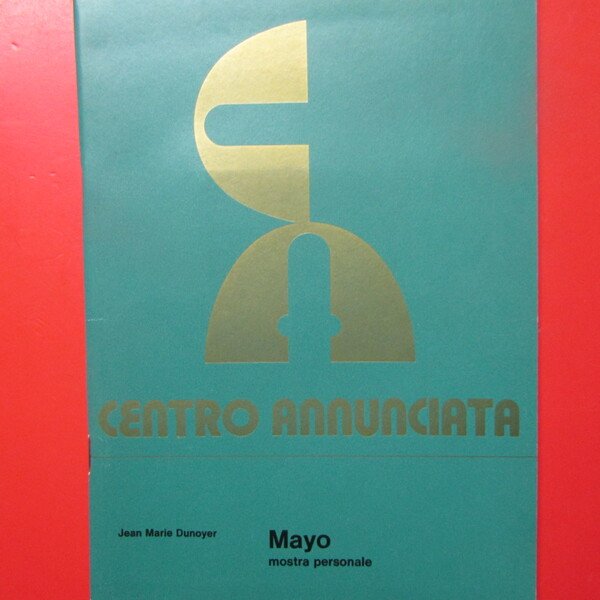 CENTRO ANNUNCIATA
Jean Marie Dunoyer
Mayo
mostra personale